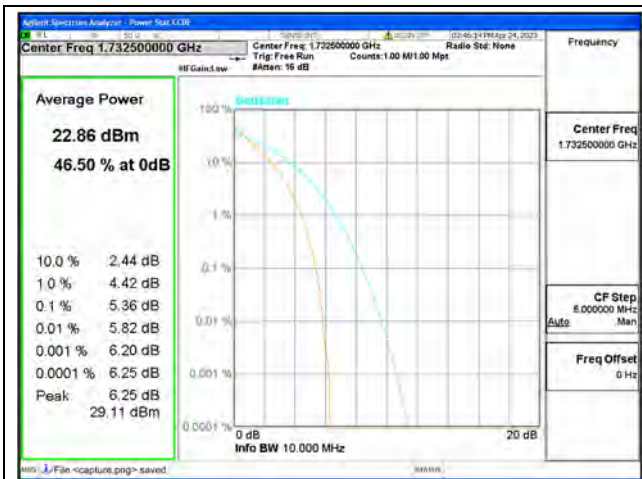 Agilent Spectrum Analyzer - Power Stat CCDF
02:46:14 PM Apr 24, 2023
Center Freq 1.732500000 GHz
Center Freq: 1.732500000 GHz
Radio Std: None
Trig: Free Run
Counts:1.00 M/1.00 Mpt
#IFGain:Low
#Atten: 16 dB
Frequency
Average Power
22.86 dBm
46.50 % at 0dB
10.0 % 2.44 dB
1.0 % 4.42 dB
0.1 % 5.36 dB
0.01 % 5.82 dB
0.001 % 6.20 dB
0.0001 % 6.25 dB
Peak 6.25 dB
29.11 dBm
Gaussian
100 %
10 %
1 %
0.1 %
0.01 %
0.001 %
0.0001 %
0 dB
20 dB
Info BW 10.000 MHz
Center Freq
1.732500000 GHz
CF Step
5.000000 MHz
Auto Man
Freq Offset
0 Hz
MSG File <capture.png> saved
STATUS